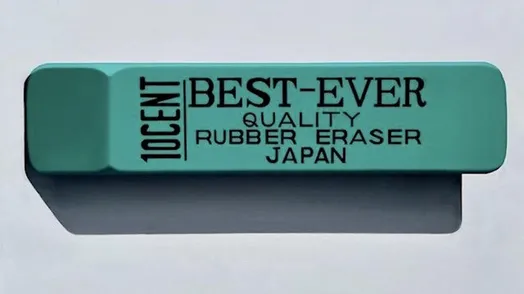 10CENT
BEST-EVER
QUALITY
RUBBER ERASER
JAPAN